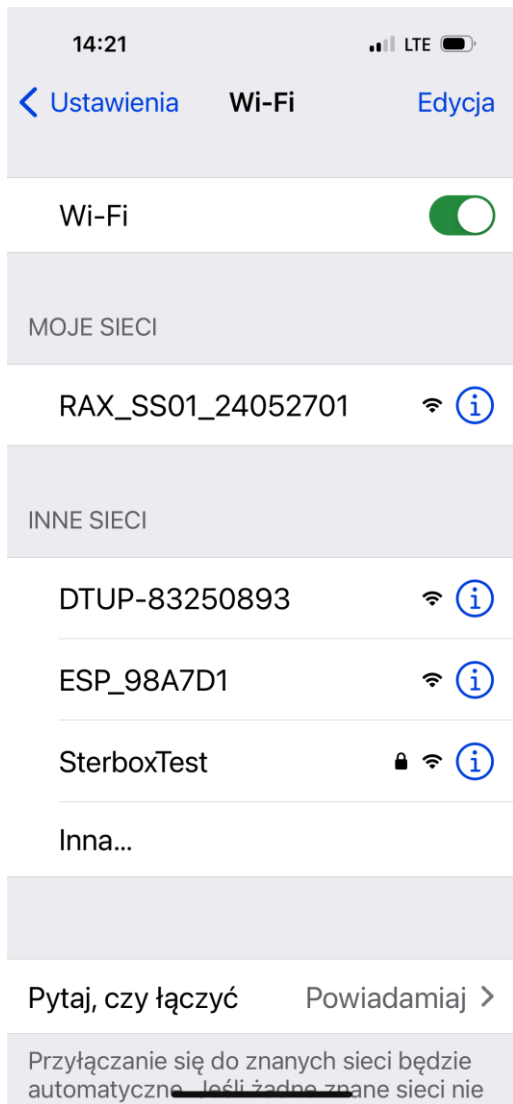 14:21 LTE
Ustawienia Wi-Fi Edycja
Wi-Fi
MOJE SIECI
RAX_SS01_24052701
INNE SIECI
DTUP-83250893
ESP_98A7D1
SterboxTest
Inna...
Pytaj, czy łączyć Powiadamiaj
Przyłączanie się do znanych sieci będzie
automatyczne. Jeśli żadne znane sieci nie